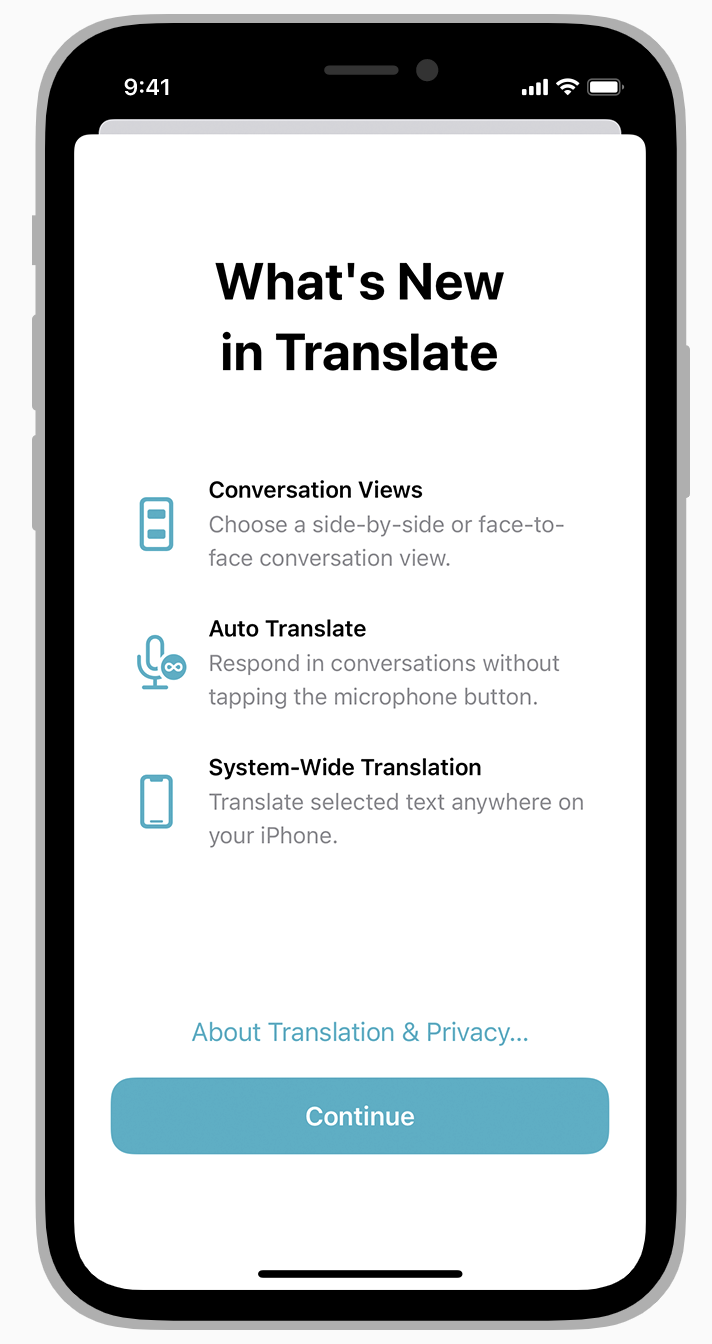 9:41
What's New
in Translate
Conversation Views
Choose a side-by-side or face-to-
face conversation view.
Auto Translate
Respond in conversations without
tapping the microphone button.
System-Wide Translation
Translate selected text anywhere on
your iPhone.
About Translation & Privacy...
Continue